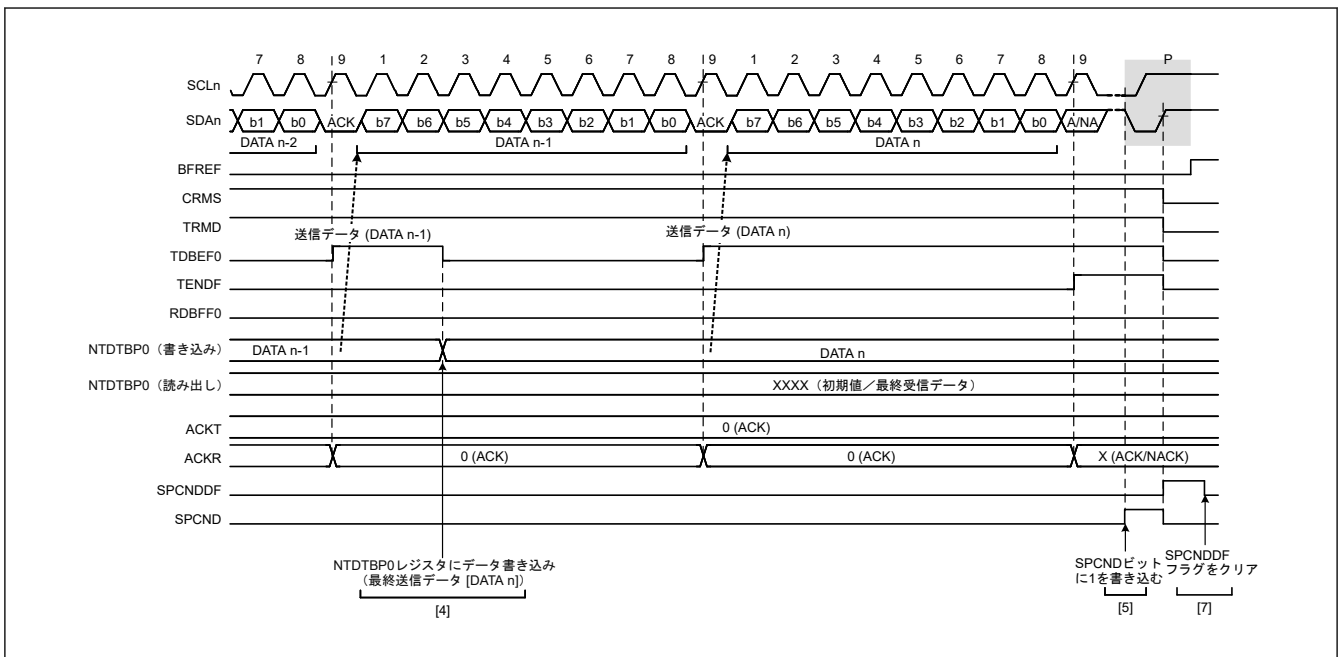 7 8 9 1 2 3 4 5 6 7 8 9 1 2 3 4 5 6 7 8 9 P
SCLn
SDAn b1 b0 ACK b7 b6 b5 b4 b3 b2 b1 b0 ACK b7 b6 b5 b4 b3 b2 b1 b0 A/NA
DATA n-2 DATA n-1 DATA n
BFREF
CRMS
TRMD
送信データ (DATA n-1) 送信データ (DATA n)
TDBEF0
TENDF
RDBFF0
NTDTBP0（書き込み） DATA n-1 DATA n
NTDTBP0（読み出し） XXXX（初期値／最終受信データ）
ACKT 0 (ACK)
ACKR 0 (ACK) 0 (ACK) X (ACK/NACK)
SPCNDDF
SPCND
NTDTBP0レジスタにデータ書き込み
（最終送信データ [DATA n]）
[4]
SPCNDビット
に1を書き込む
[5]
SPCNDDF
フラグをクリア
[7]